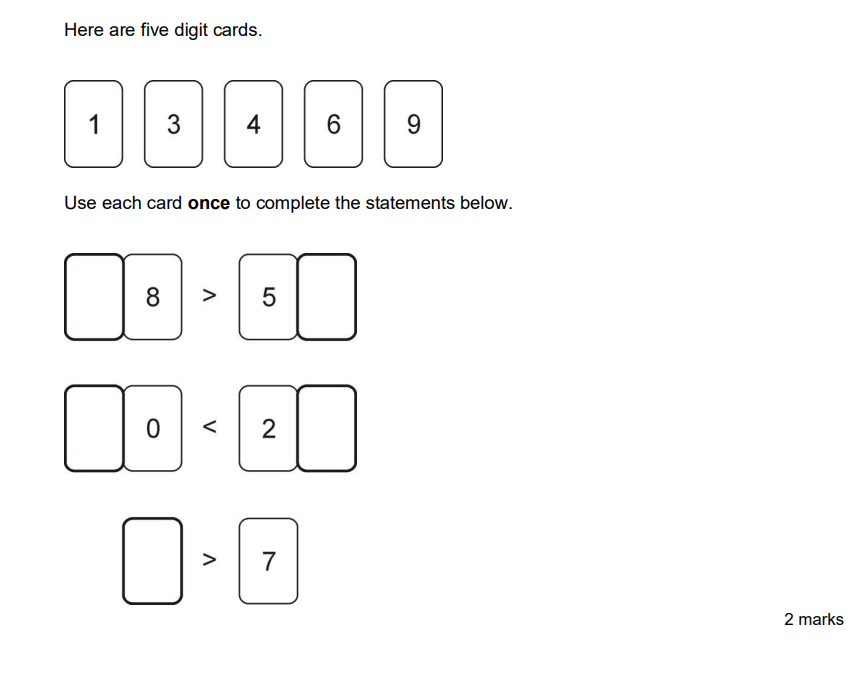 Here are five digit cards.
1 3 4 6 9
Use each card once to complete the statements below.
8 > 5
0 < 2
> 7
2 marks